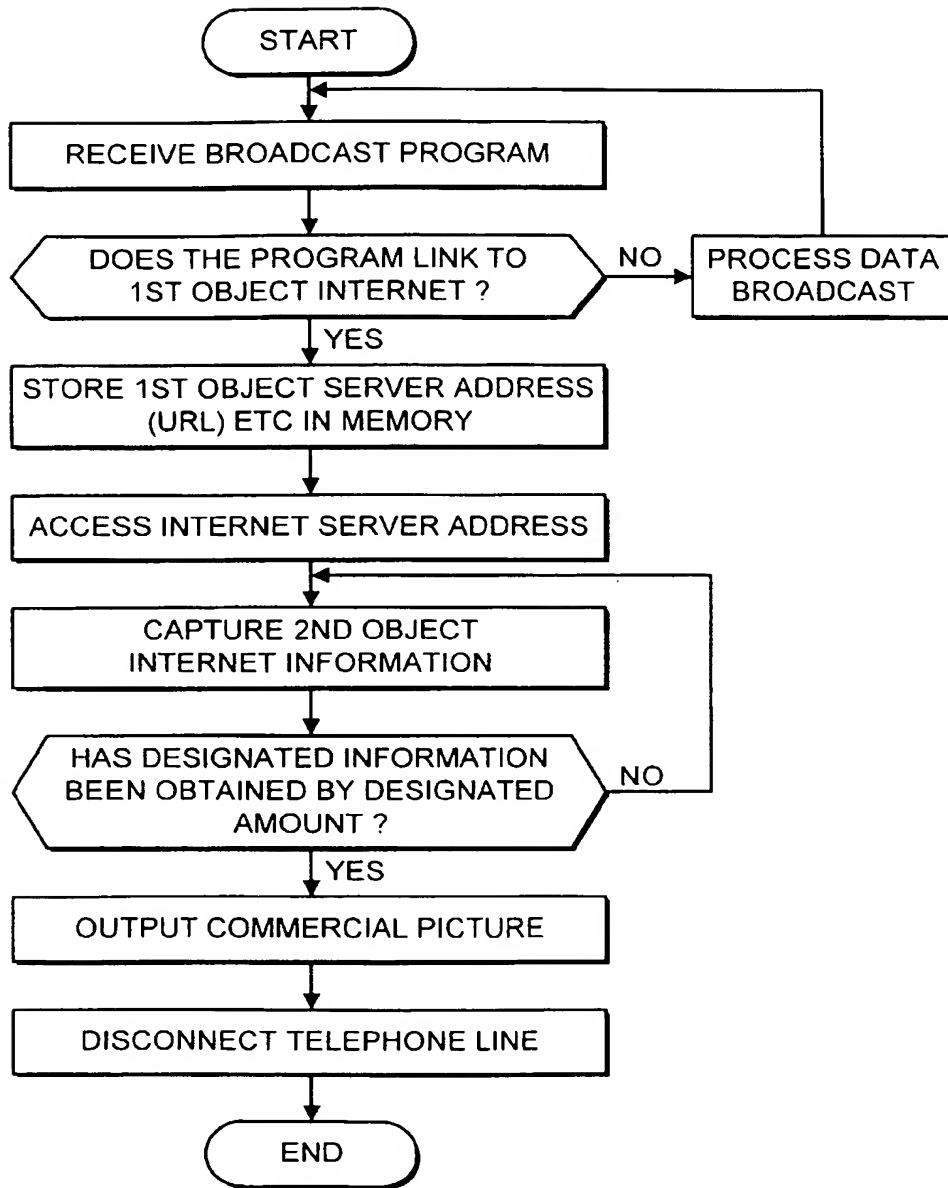 START
RECEIVE BROADCAST PROGRAM
DOES THE PROGRAM LINK TO
1ST OBJECT INTERNET ?
NO
PROCESS DATA
BROADCAST
YES
STORE 1ST OBJECT SERVER ADDRESS
(URL) ETC IN MEMORY
ACCESS INTERNET SERVER ADDRESS
CAPTURE 2ND OBJECT
INTERNET INFORMATION
HAS DESIGNATED INFORMATION
BEEN OBTAINED BY DESIGNATED
AMOUNT ?
NO
YES
OUTPUT COMMERCIAL PICTURE
DISCONNECT TELEPHONE LINE
END